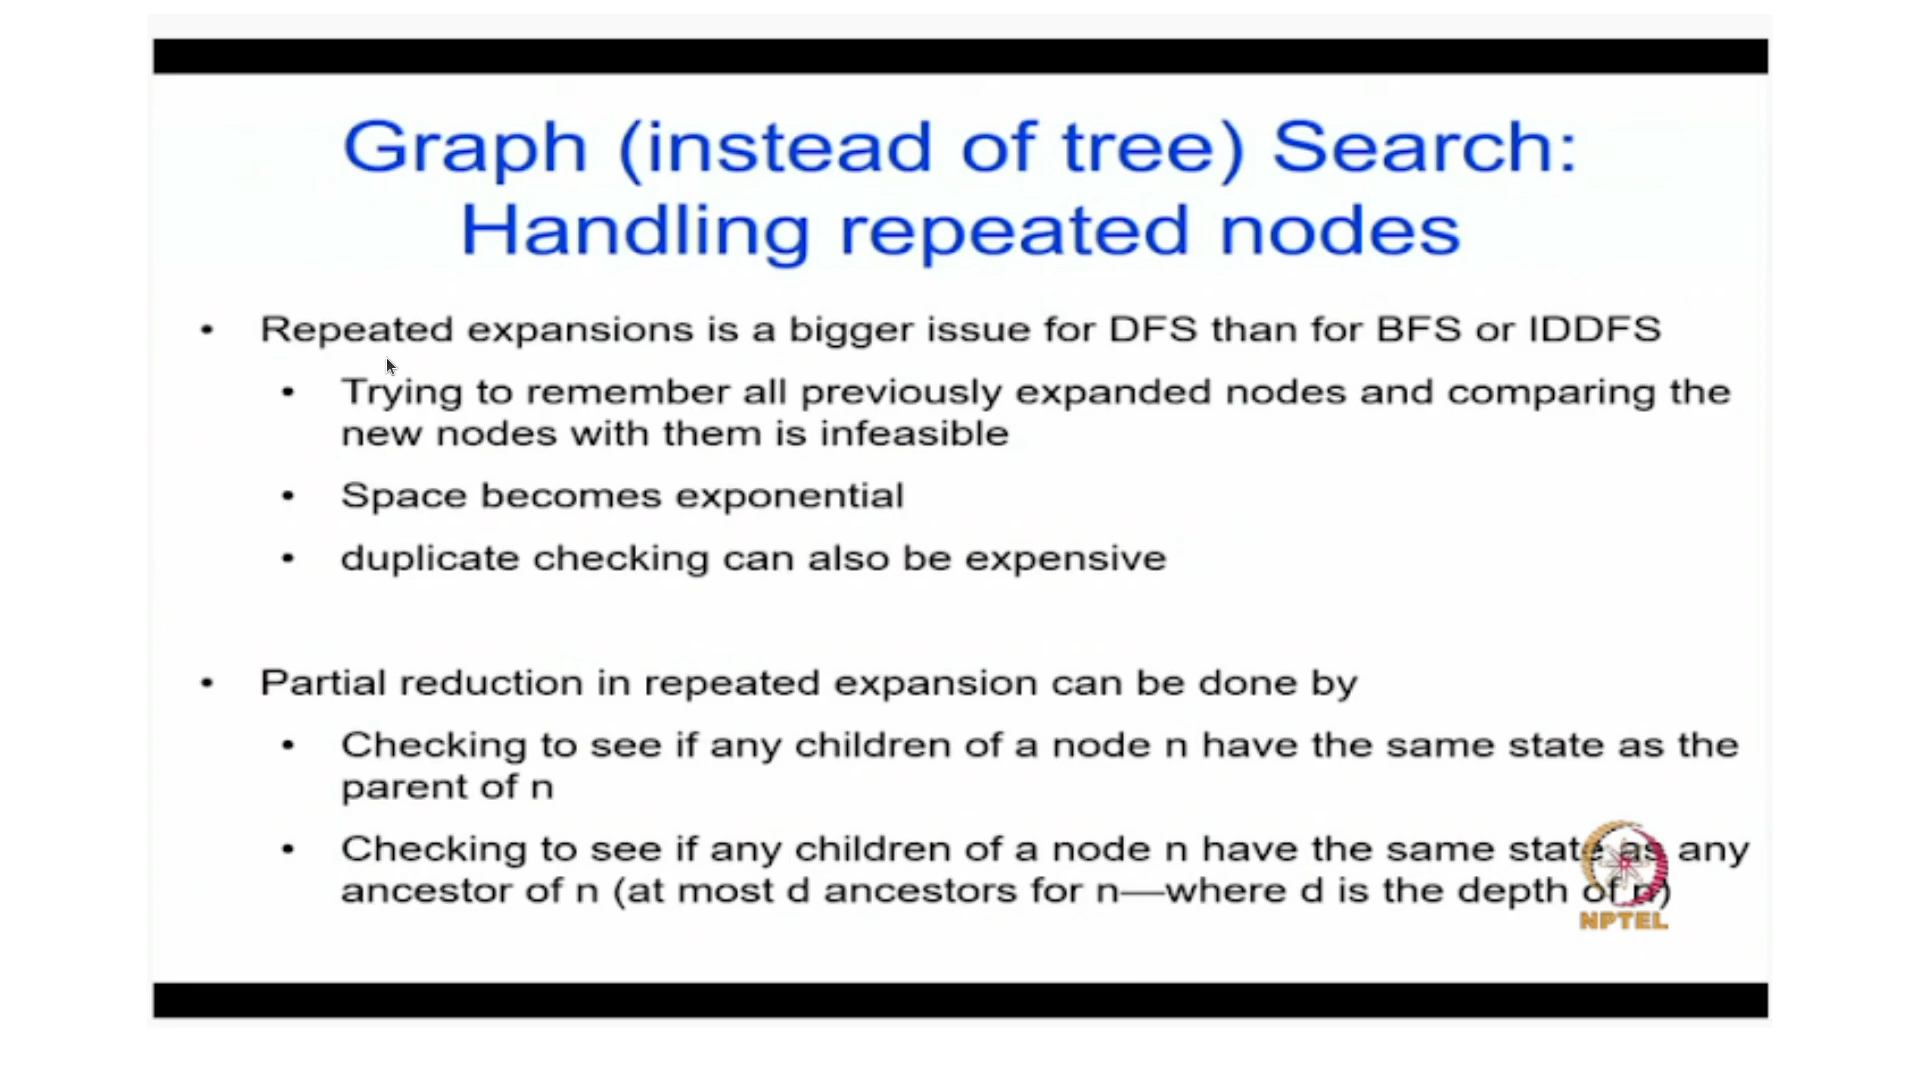 Graph (instead of tree) Search:
Handling repeated nodes
• Repeated expansions is a bigger issue for DFS than for BFS or IDDFS
• Trying to remember all previously expanded nodes and comparing the
new nodes with them is infeasible
• Space becomes exponential
• duplicate checking can also be expensive
• Partial reduction in repeated expansion can be done by
• Checking to see if any children of a node n have the same state as the
parent of n
• Checking to see if any children of a node n have the same state as any
ancestor of n (at most d ancestors for n—where d is the depth of n)
NPTEL